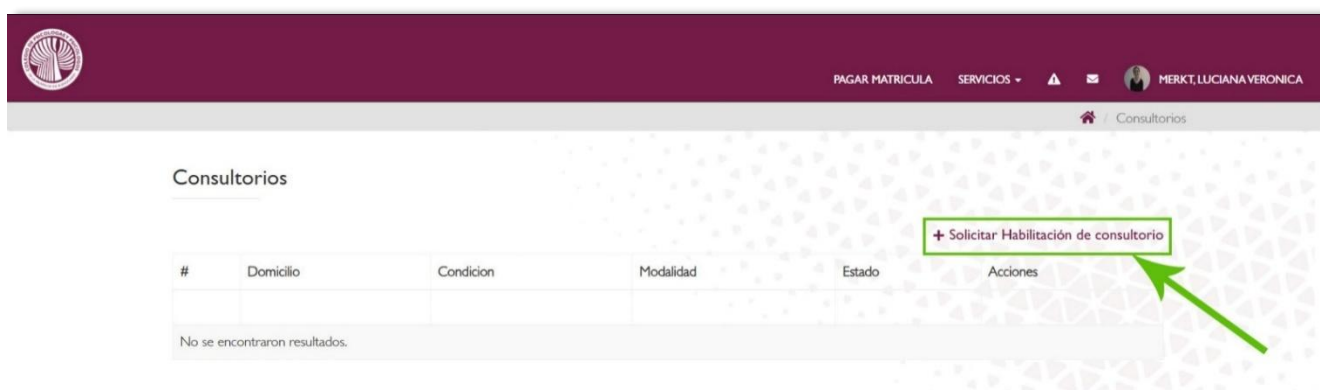 PAGAR MATRICULA SERVICIOS MERKT, LUCIANA VERONICA
/ Consultorios
Consultorios
+ Solicitar Habilitación de consultorio
# Domicilio Condicion Modalidad Estado Acciones
No se encontraron resultados.